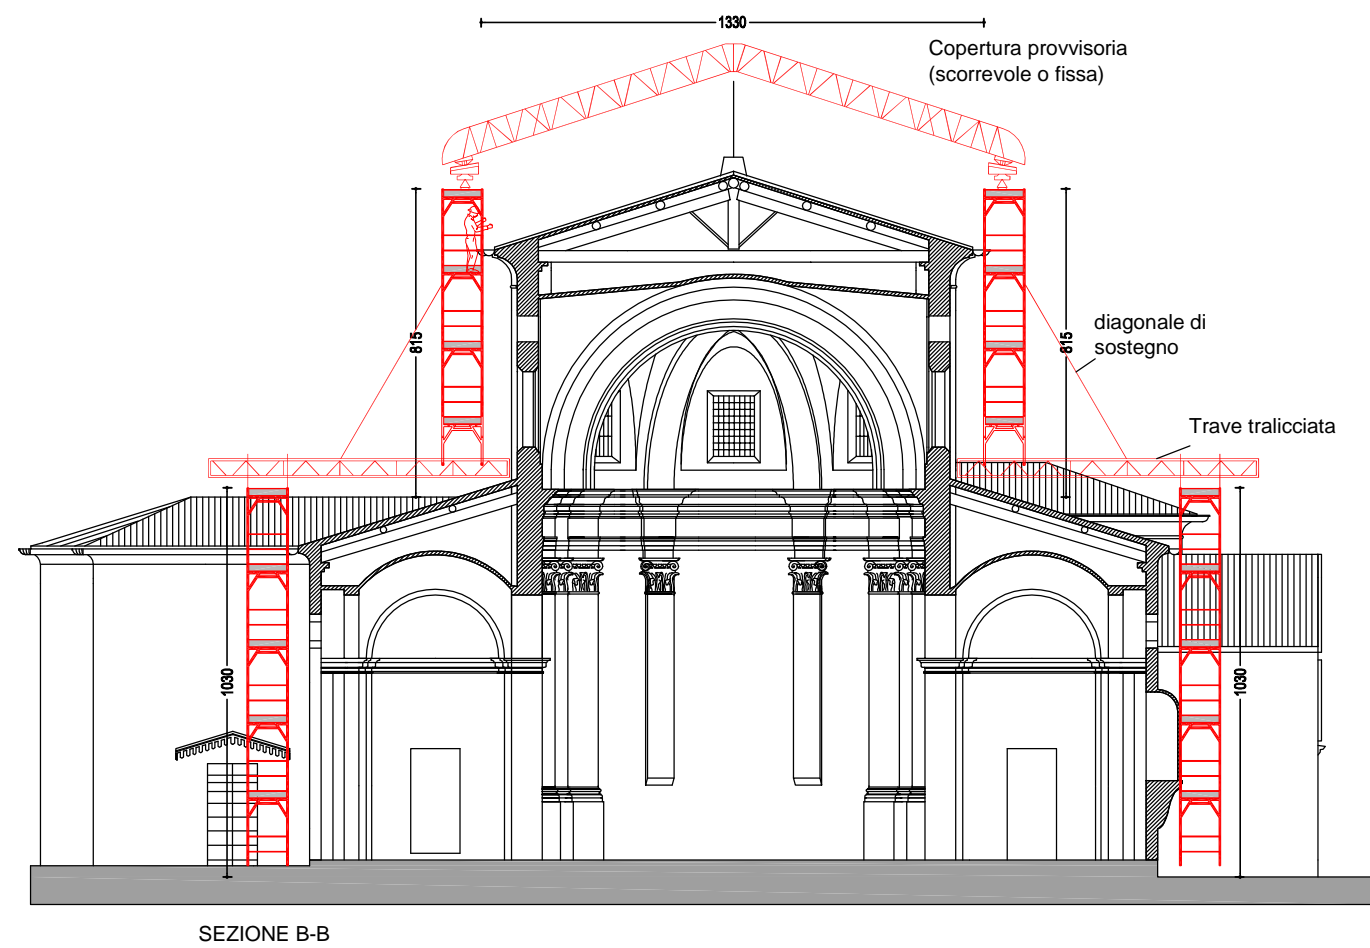 1330
Copertura provvisoria
(scorrevole o fissa)
815
815
diagonale di
sostegno
Trave tralicciata
1030
1030
SEZIONE B-B